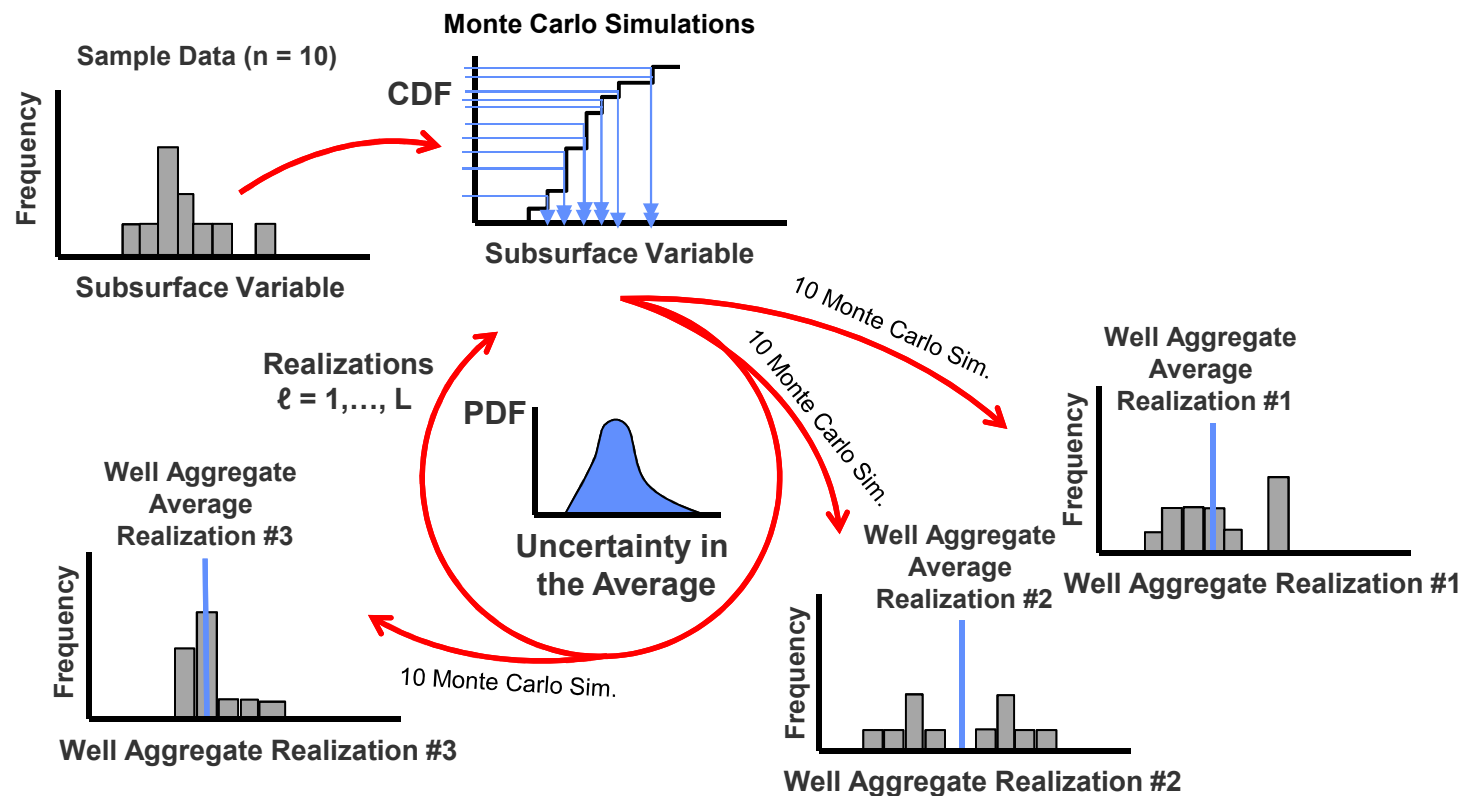 Monte Carlo Simulations
Sample Data (n = 10)
Frequency
Subsurface Variable
CDF
Subsurface Variable
10 Monte Carlo Sim.
10 Monte Carlo Sim.
Realizations
ℓ = 1,…, L
PDF
Uncertainty in
the Average
Well Aggregate
Average
Realization #1
Frequency
Well Aggregate Realization #1
Well Aggregate
Average
Realization #2
Frequency
Well Aggregate Realization #2
Well Aggregate
Average
Realization #3
Frequency
Well Aggregate Realization #3
10 Monte Carlo Sim.